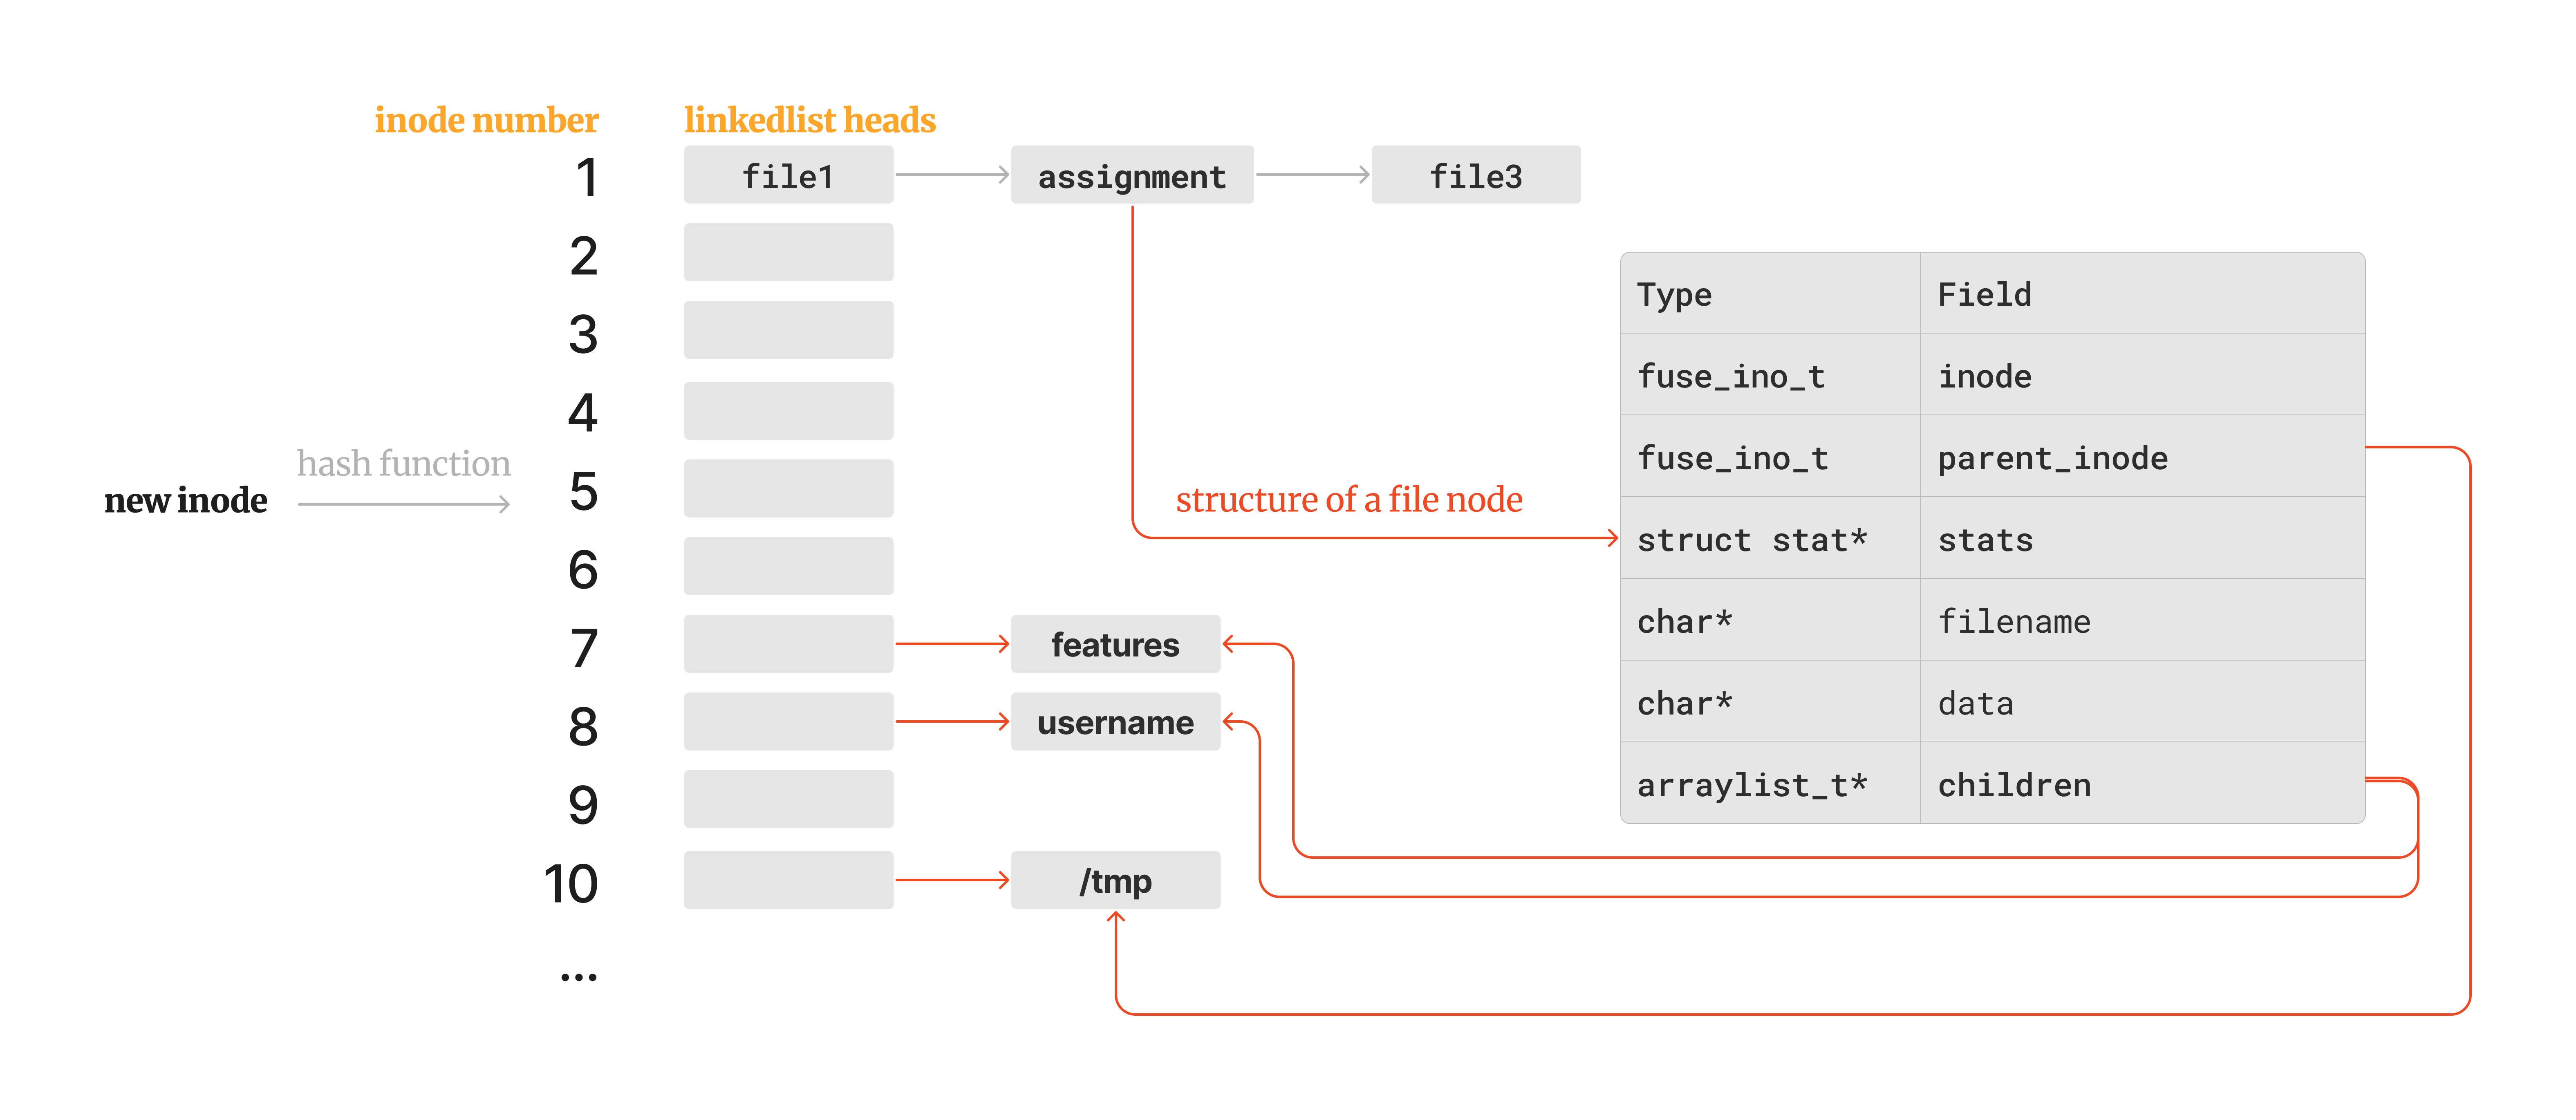 inode number
linkedlist heads
1
file1
assignment
file3
2
3
4
5
6
7
8
9
10
...
new inode
hash function
structure of a file node
features
username
/tmp
Type Field
fuse_ino_t inode
fuse_ino_t parent_inode
struct stat* stats
char* filename
char* data
arraylist_t* children